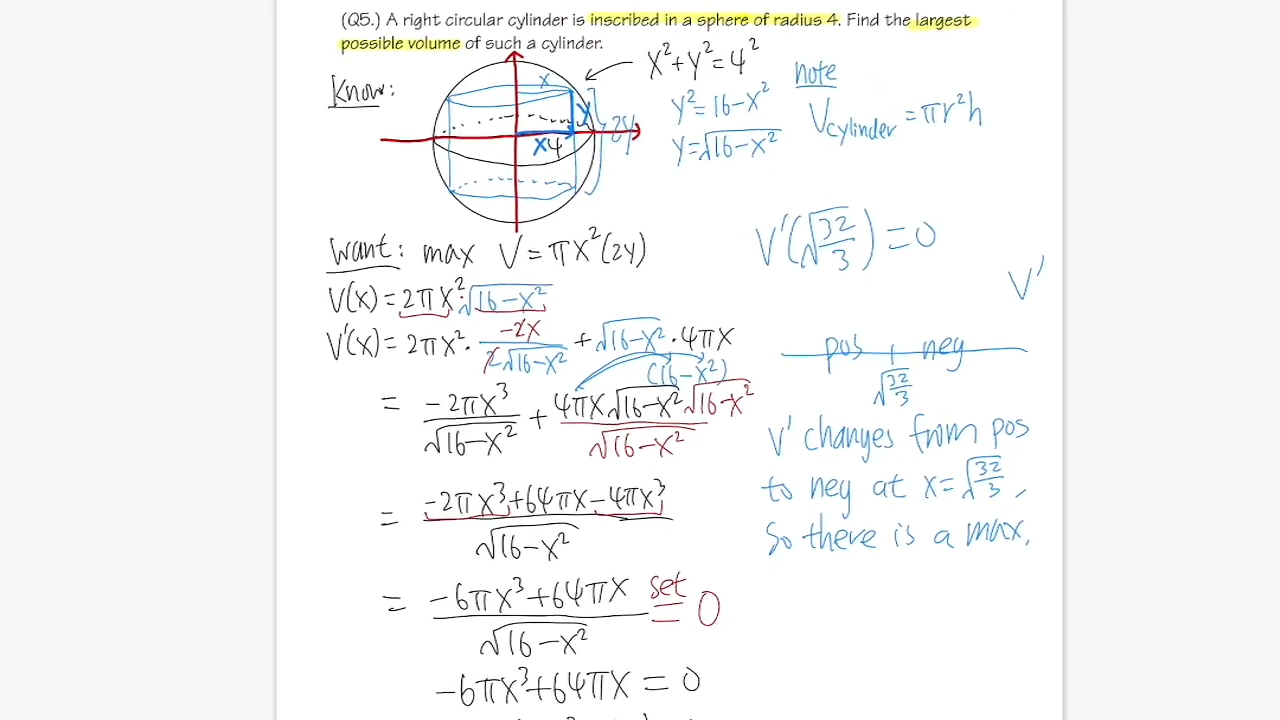 (Q5.) A right circular cylinder is inscribed in a sphere of radius 4. Find the largest
possible volume of such a cylinder.
Know:
x
y
2y
x
4
x²+y²=4²
y²=16-x²
y=√(16-x²)
note
V_cylinder = πr²h
Want: max V=πx²(2y)
V(x) = 2πx²·√(16-x²)
V'(x) = 2πx² · (-2x)/(2√(16-x²)) + √(16-x²) · 4πx
(16-x²)
= (-2πx³)/√(16-x²) + (4πx√(16-x²)√(16-x²))/√(16-x²)
= (-2πx³+64πx-4πx³)/√(16-x²)
= (-6πx³+64πx)/√(16-x²) set = 0
-6πx³+64πx = 0
V'(√(32/3)) = 0
V'
pos neg
√(32/3)
V' changes from pos
to neg at x=√(32/3),
so there is a max.